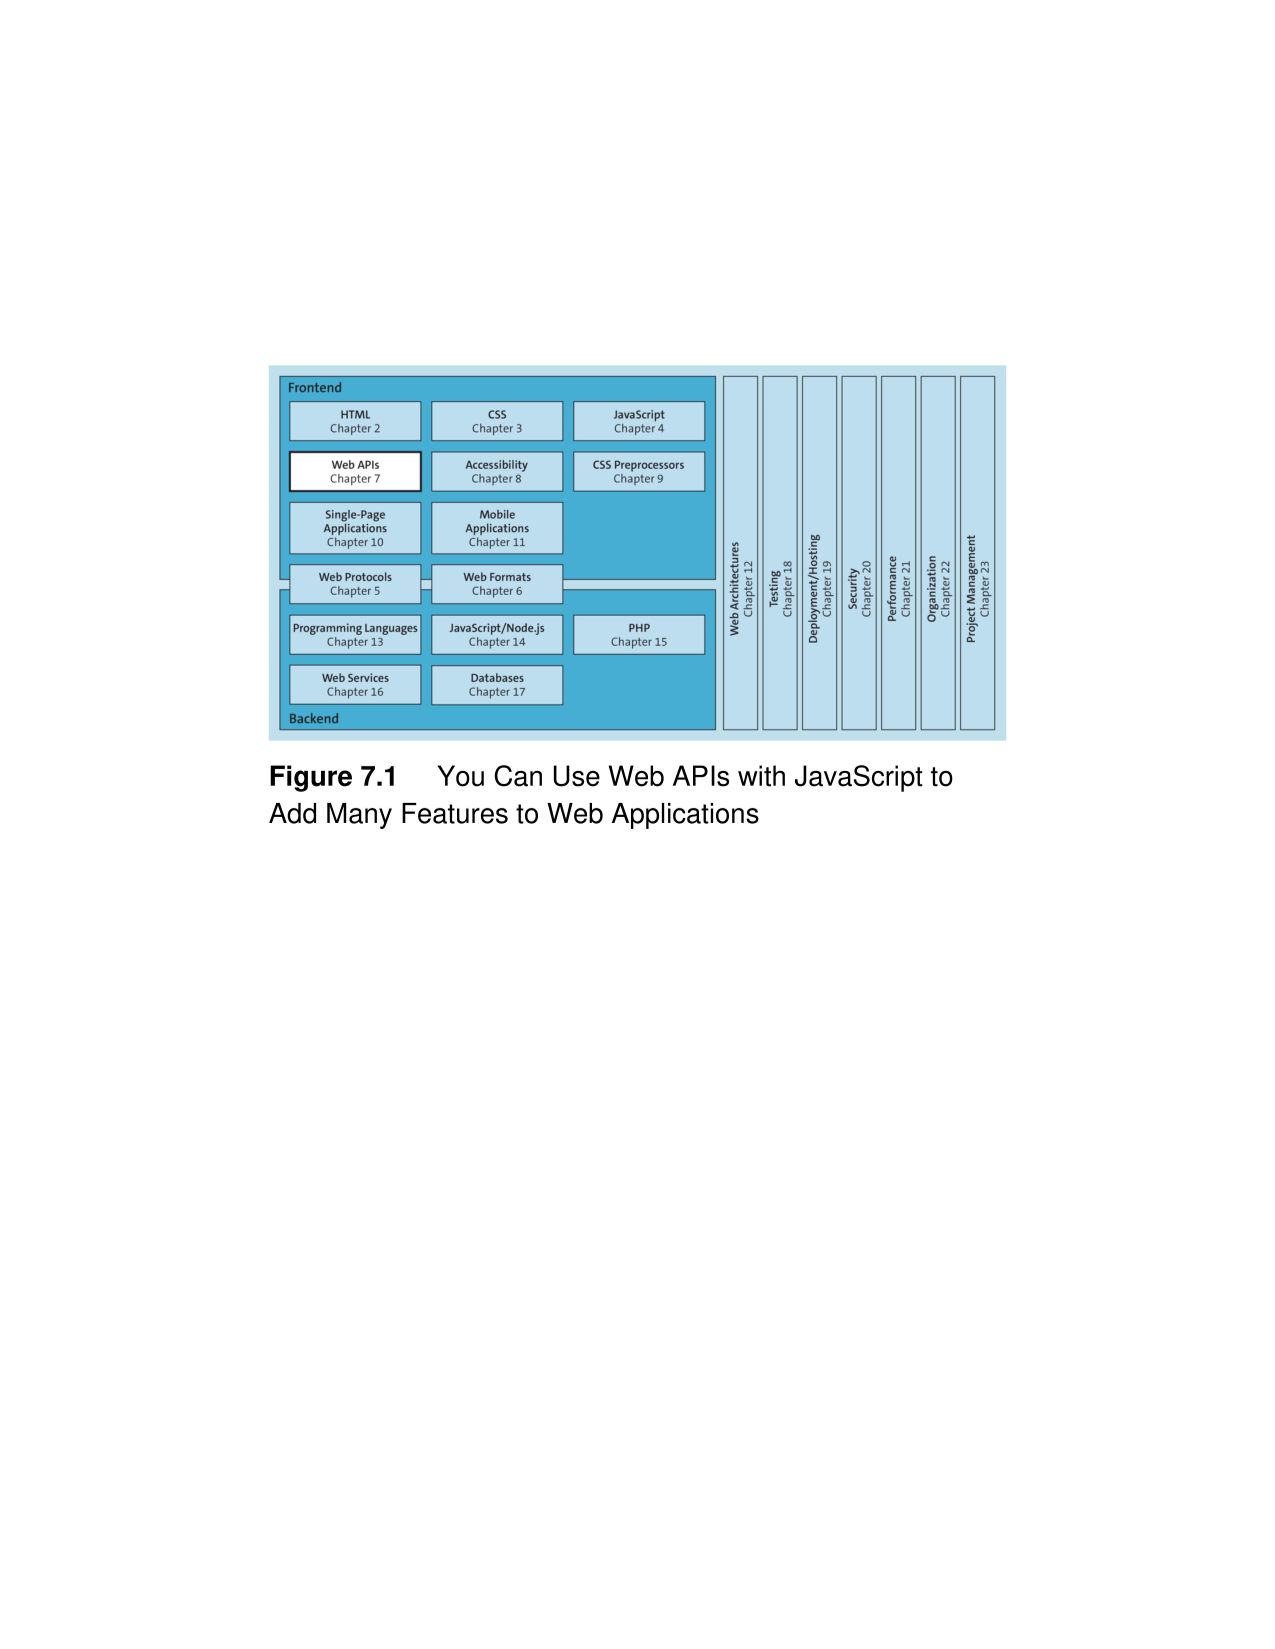 Frontend
HTML
Chapter 2
CSS
Chapter 3
JavaScript
Chapter 4
Web APIs
Chapter 7
Accessibility
Chapter 8
CSS Preprocessors
Chapter 9
Single-Page
Applications
Chapter 10
Mobile
Applications
Chapter 11
Web Protocols
Chapter 5
Web Formats
Chapter 6
Programming Languages
Chapter 13
JavaScript/Node.js
Chapter 14
PHP
Chapter 15
Web Services
Chapter 16
Databases
Chapter 17
Backend
Web Architectures
Chapter 12
Testing
Chapter 18
Deployment/Hosting
Chapter 19
Security
Chapter 20
Performance
Chapter 21
Organization
Chapter 22
Project Management
Chapter 23
Figure 7.1 You Can Use Web APIs with JavaScript to
Add Many Features to Web Applications